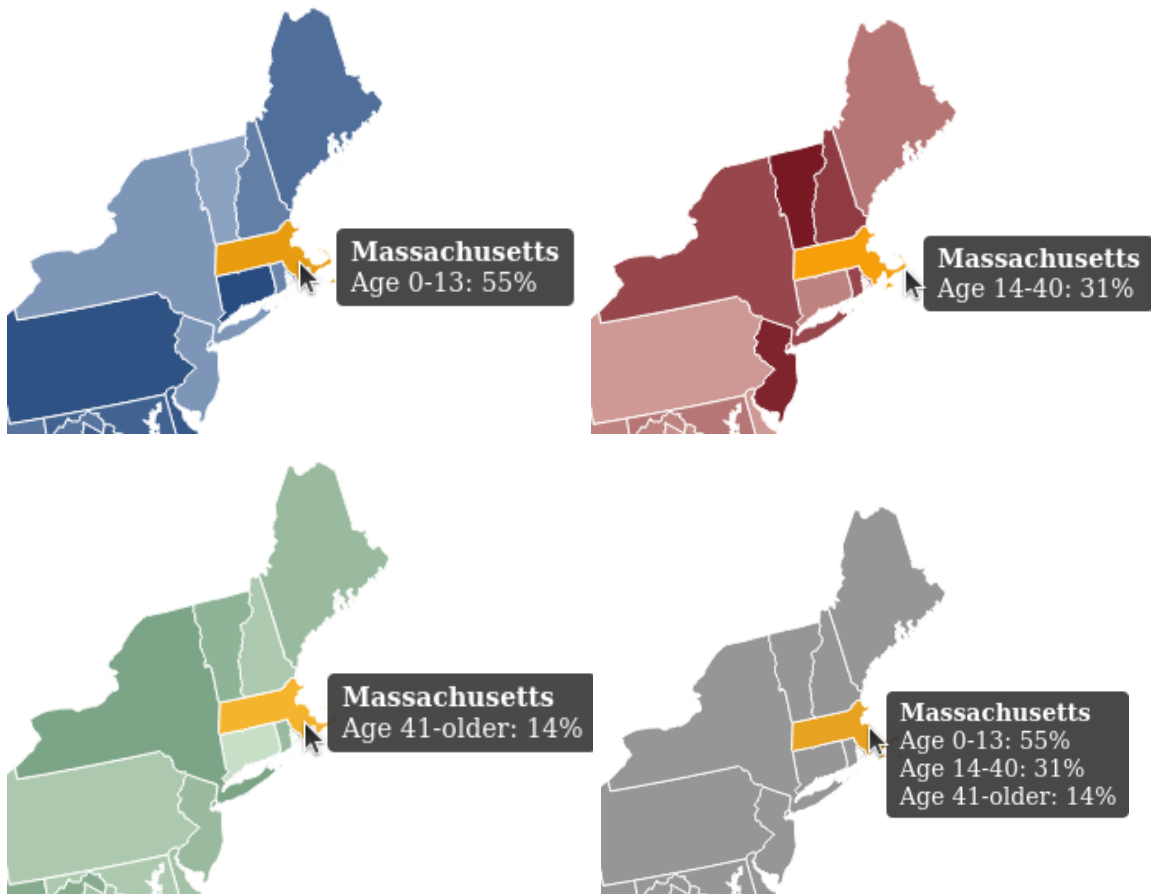 Massachusetts
Age 0-13: 55%
Massachusetts
Age 14-40: 31%
Massachusetts
Age 41-older: 14%
Massachusetts
Age 0-13: 55%
Age 14-40: 31%
Age 41-older: 14%